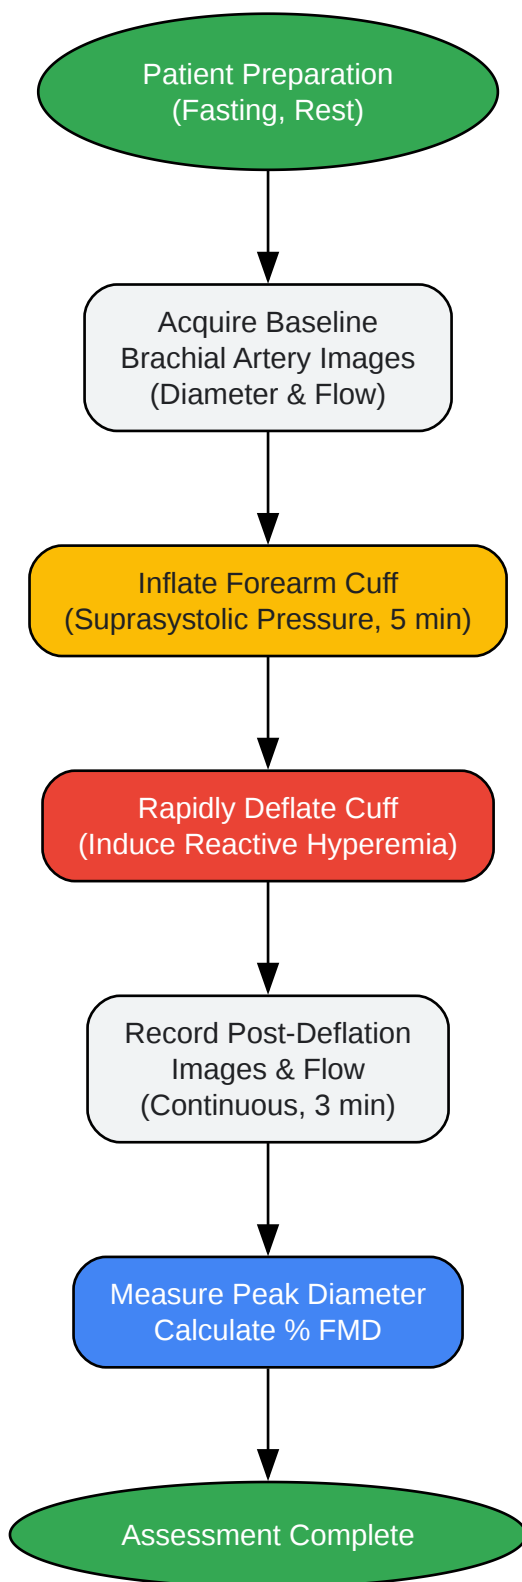 Patient Preparation
(Fasting, Rest)
Acquire Baseline
Brachial Artery Images
(Diameter & Flow)
Inflate Forearm Cuff
(Suprasystolic Pressure, 5 min)
Rapidly Deflate Cuff
(Induce Reactive Hyperemia)
Record Post-Deflation
Images & Flow
(Continuous, 3 min)
Measure Peak Diameter
Calculate % FMD
Assessment Complete